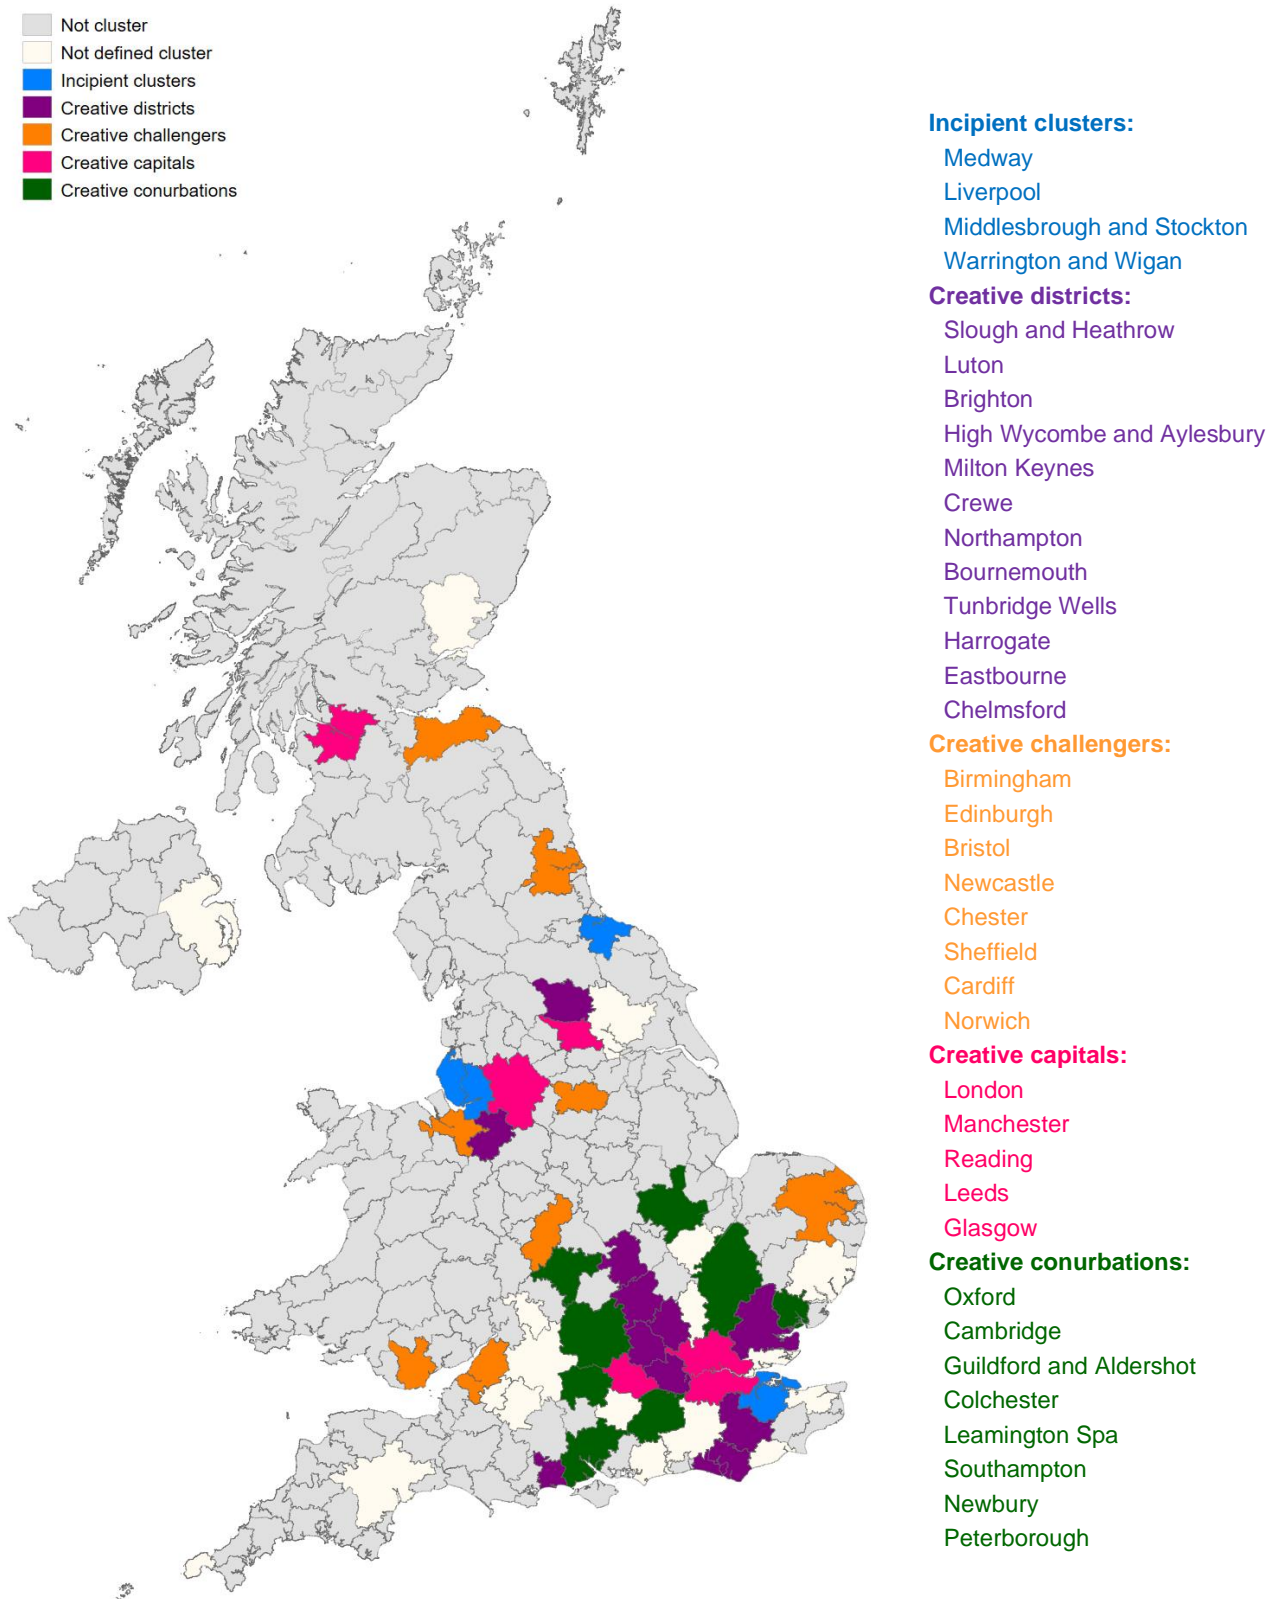 Not cluster
Not defined cluster
Incipient clusters
Creative districts
Creative challengers
Creative capitals
Creative conurbations
Incipient clusters:
Medway
Liverpool
Middlesbrough and Stockton
Warrington and Wigan
Creative districts:
Slough and Heathrow
Luton
Brighton
High Wycombe and Aylesbury
Milton Keynes
Crewe
Northampton
Bournemouth
Tunbridge Wells
Harrogate
Eastbourne
Chelmsford
Creative challengers:
Birmingham
Edinburgh
Bristol
Newcastle
Chester
Sheffield
Cardiff
Norwich
Creative capitals:
London
Manchester
Reading
Leeds
Glasgow
Creative conurbations:
Oxford
Cambridge
Guildford and Aldershot
Colchester
Leamington Spa
Southampton
Newbury
Peterborough